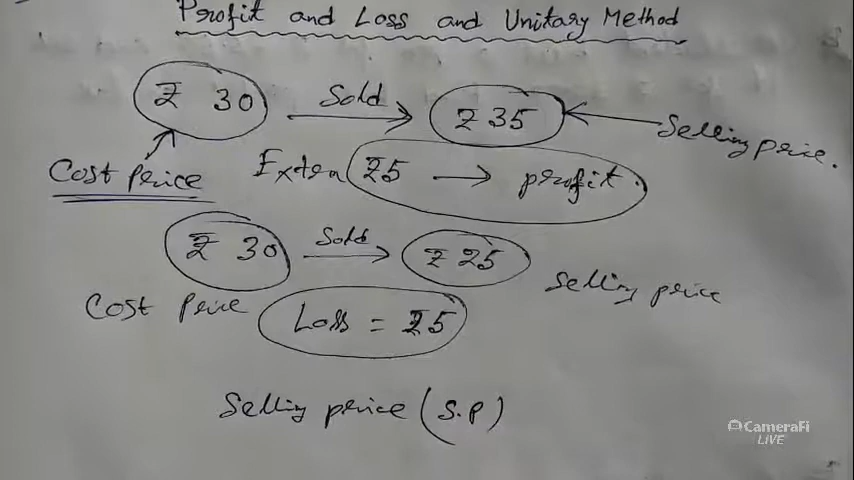 Profit and Loss and Unitary Method
₹ 30 Sold ₹ 35 Selling price.
Cost Price Extra ₹5 → profit.
₹ 30 Sold ₹ 25 Selling price
Cost Price Loss = ₹5
Selling price (S.P)
CameraFi
LIVE